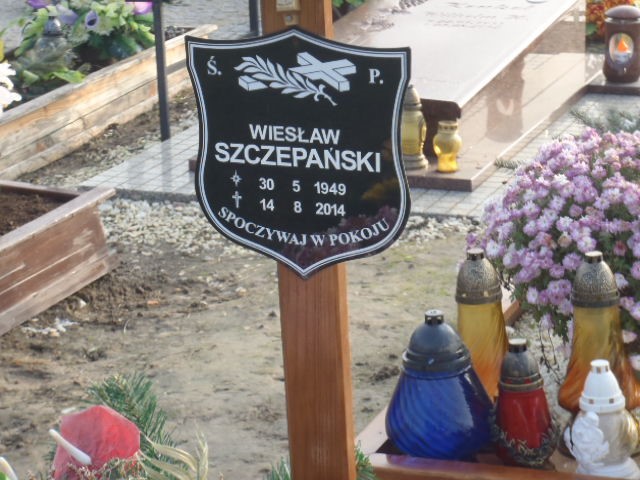 Ś. P.
WIESŁAW
SZCZEPAŃSKI
30 5 1949
14 8 2014
SPOCZYWAJ W POKOJU